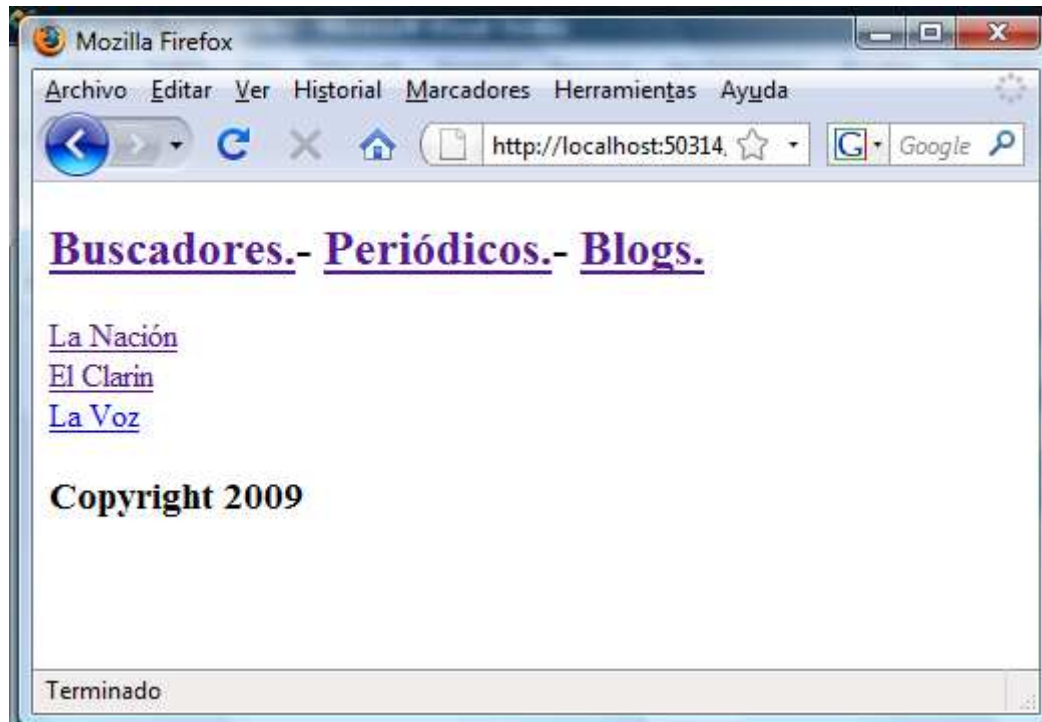 Mozilla Firefox
Archivo Editar Ver Historial Marcadores Herramientas Ayuda
http://localhost:50314 Google
Buscadores.- Periódicos.- Blogs.
La Nación
El Clarin
La Voz
Copyright 2009
Terminado